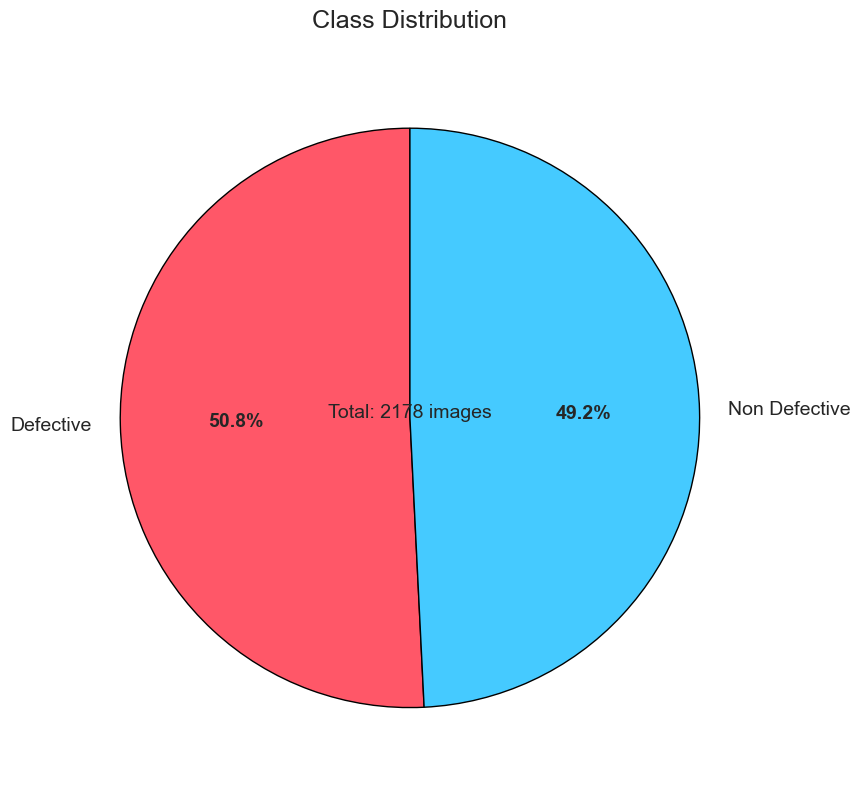 Class Distribution
Total: 2178 images
49.2%
Non Defective
50.8%
Defective